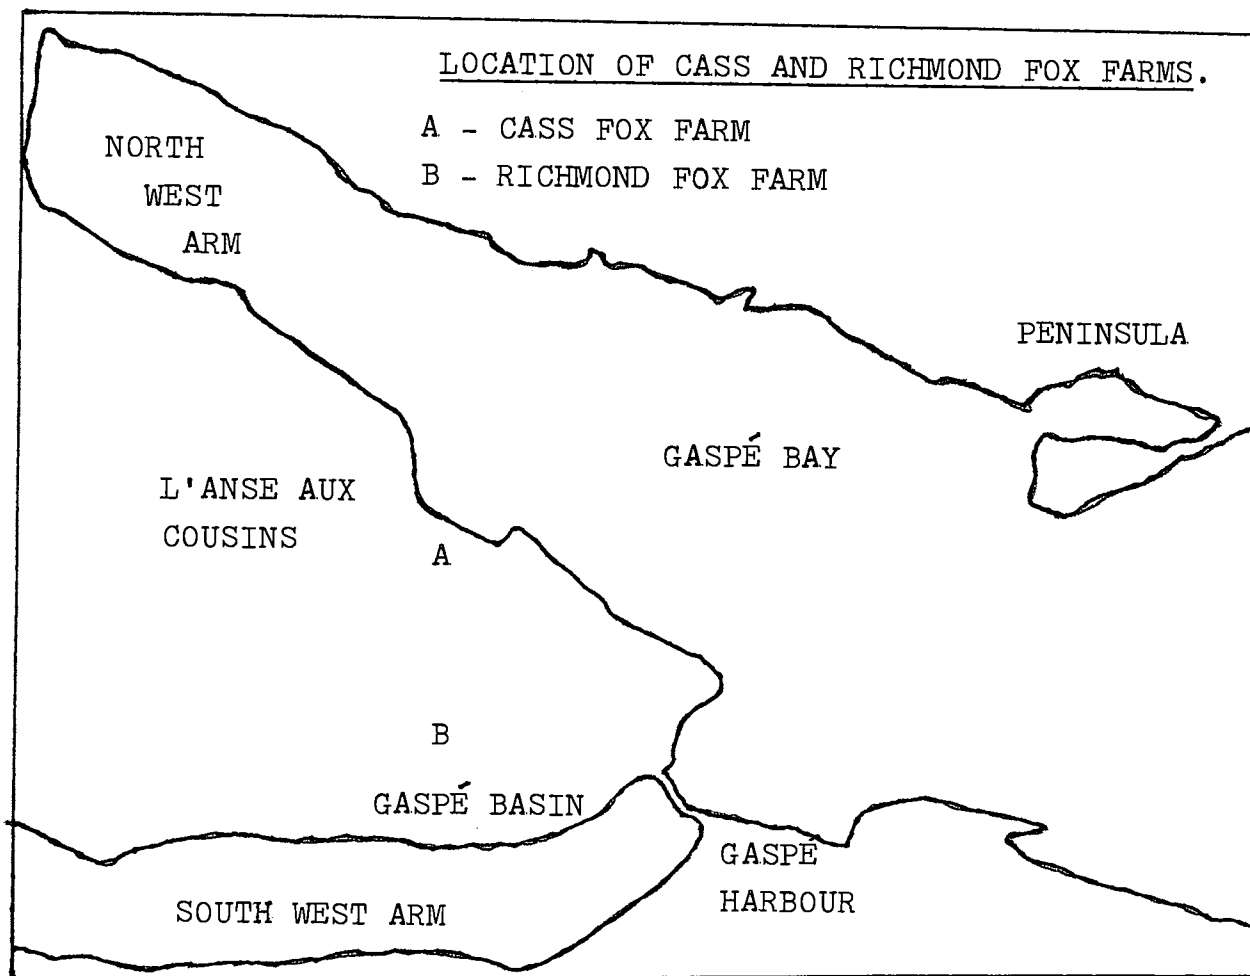 LOCATION OF CASS AND RICHMOND FOX FARMS.
A - CASS FOX FARM
B - RICHMOND FOX FARM
NORTH
WEST
ARM
PENINSULA
GASPÉ BAY
L'ANSE AUX
COUSINS
A
B
GASPÉ BASIN
GASPÉ
HARBOUR
SOUTH WEST ARM